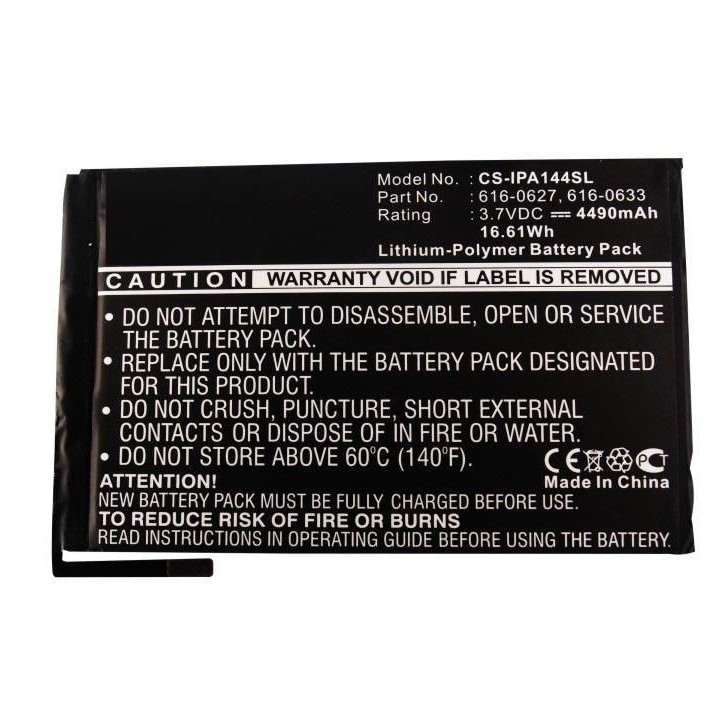 Model No. : CS-IPA144SL
Part No. : 616-0627, 616-0633
Rating : 3.7VDC ⎓ 4490mAh
16.61Wh
Lithium-Polymer Battery Pack
CAUTION WARRANTY VOID IF LABEL IS REMOVED
• DO NOT ATTEMPT TO DISASSEMBLE, OPEN OR SERVICE
THE BATTERY PACK.
• REPLACE ONLY WITH THE BATTERY PACK DESIGNATED
FOR THIS PRODUCT.
• DO NOT CRUSH, PUNCTURE, SHORT EXTERNAL
CONTACTS OR DISPOSE OF IN FIRE OR WATER.
• DO NOT STORE ABOVE 60°C (140°F).
CE PCT
Made In China
ATTENTION!
NEW BATTERY PACK MUST BE FULLY CHARGED BEFORE USE
TO REDUCE RISK OF FIRE OR BURNS
READ INSTRUCTIONS IN OPERATING GUIDE BEFORE USING BATTERY